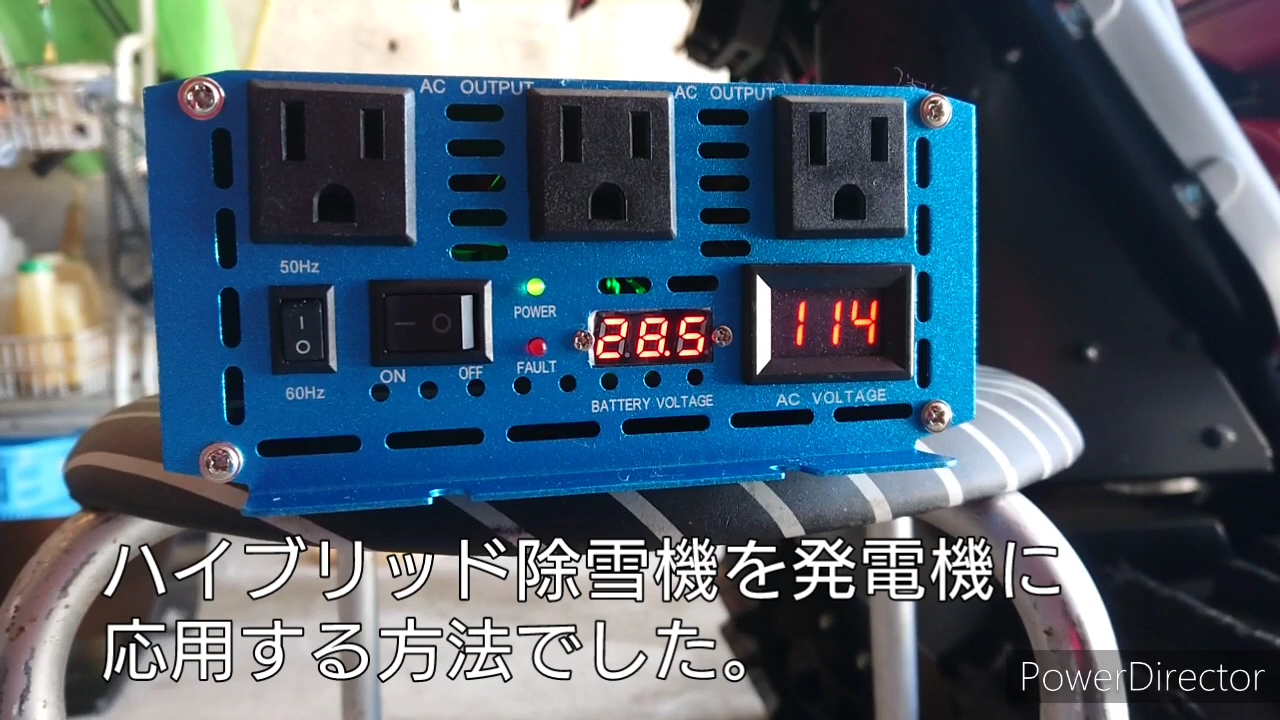 AC OUTPUT
AC OUTPUT
50Hz
60Hz
ON
OFF
POWER
FAULT
28.5
BATTERY VOLTAGE
114
AC VOLTAGE
ハイブリッド除雪機を発電機に
応用する方法でした。
PowerDirector